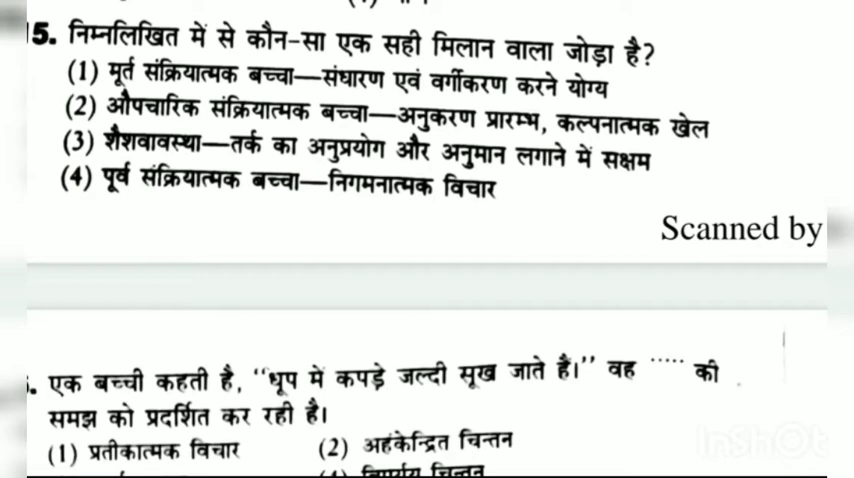 15. निम्नलिखित में से कौन-सा एक सही मिलान वाला जोड़ा है?
(1) मूर्त संक्रियात्मक बच्चा—संधारण एवं वर्गीकरण करने योग्य
(2) औपचारिक संक्रियात्मक बच्चा—अनुकरण प्रारम्भ, कल्पनात्मक खेल
(3) शैशवावस्था—तर्क का अनुप्रयोग और अनुमान लगाने में सक्षम
(4) पूर्व संक्रियात्मक बच्चा—निगमनात्मक विचार
Scanned by
एक बच्ची कहती है, “धूप में कपड़े जल्दी सूख जाते हैं।” वह ····· की
समझ को प्रदर्शित कर रही है।
(1) प्रतीकात्मक विचार (2) अहंकेन्द्रित चिन्तन
InShOt